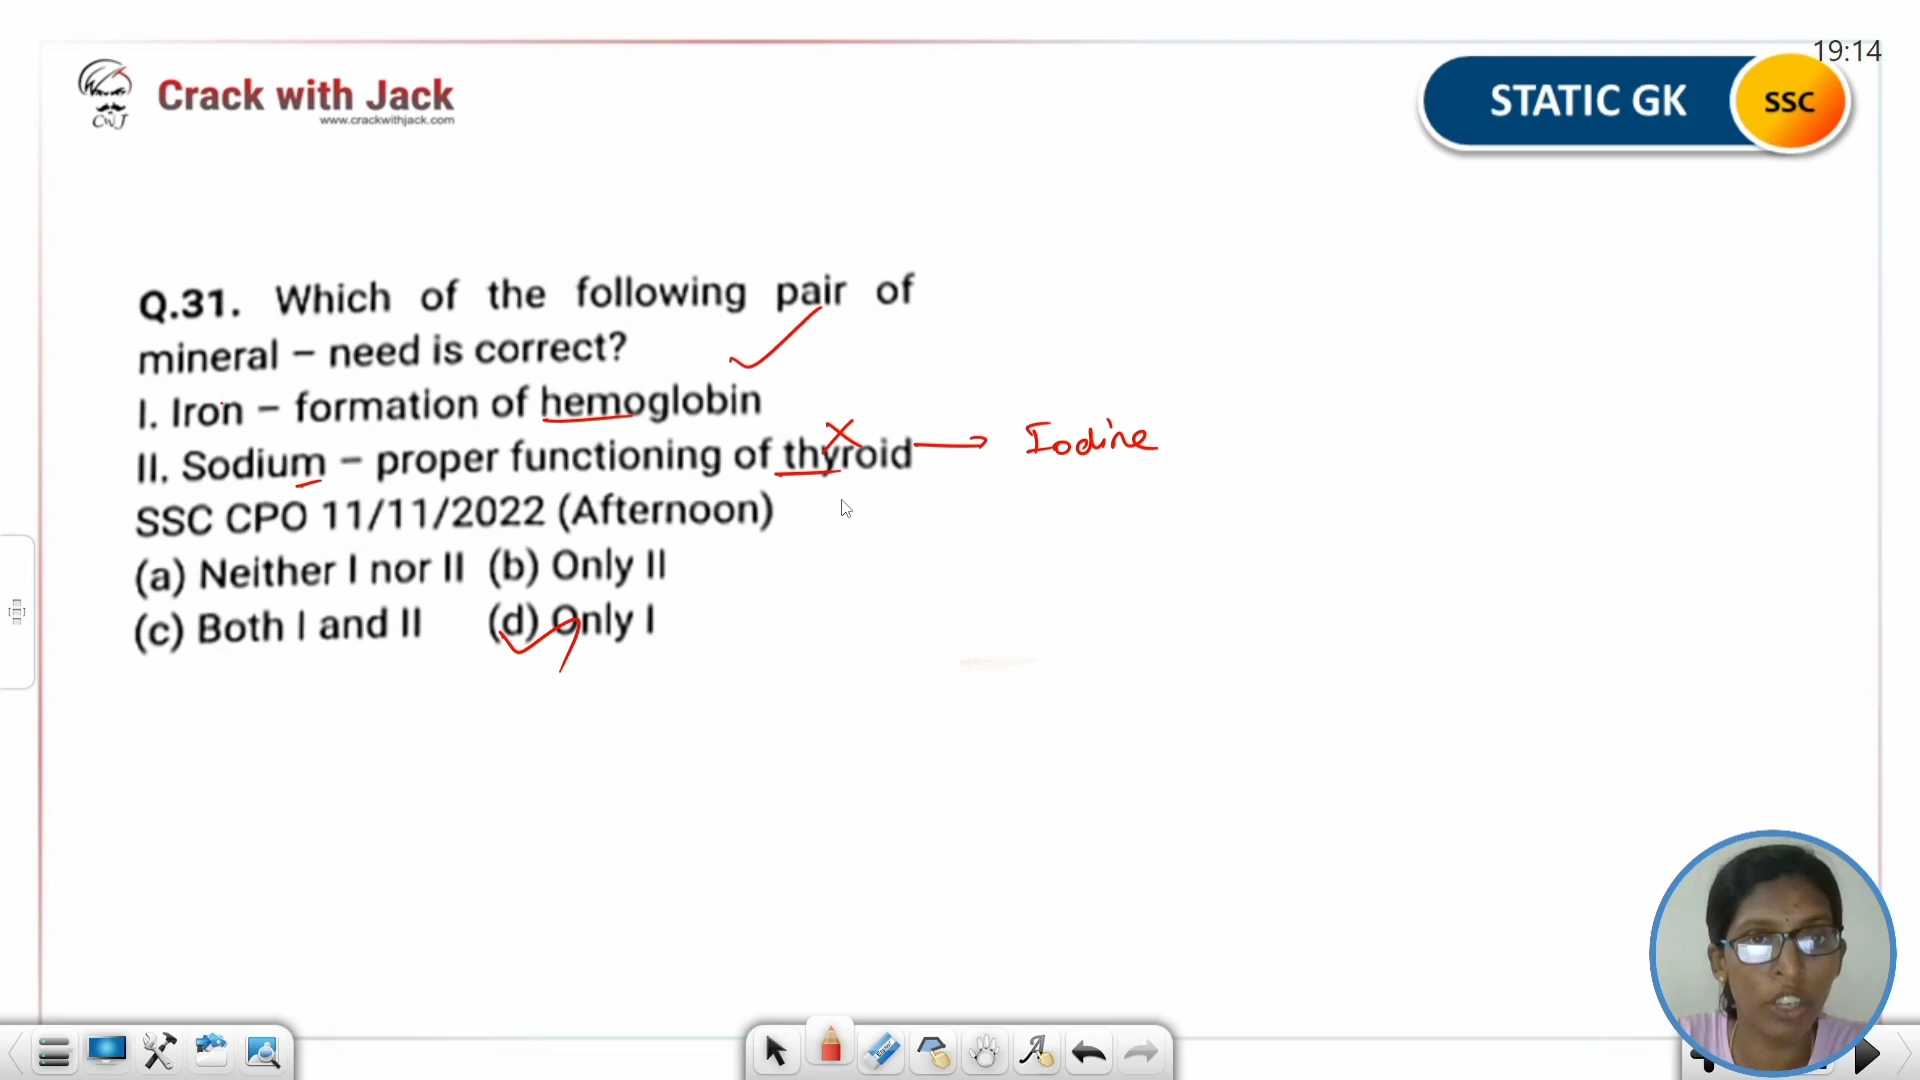 19:14
Crack with Jack
www.crackwithjack.com
CWJ
STATIC GK
SSC
Q.31. Which of the following pair of
mineral – need is correct?
I. Iron – formation of hemoglobin
II. Sodium – proper functioning of thyroid
Iodine
SSC CPO 11/11/2022 (Afternoon)
(a) Neither I nor II (b) Only II
(c) Both I and II (d) Only I